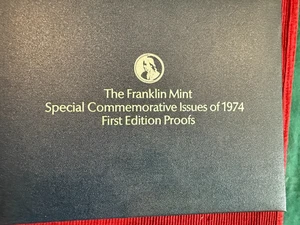 The Franklin Mint
Special Commemorative Issues of 1974
First Edition Proofs